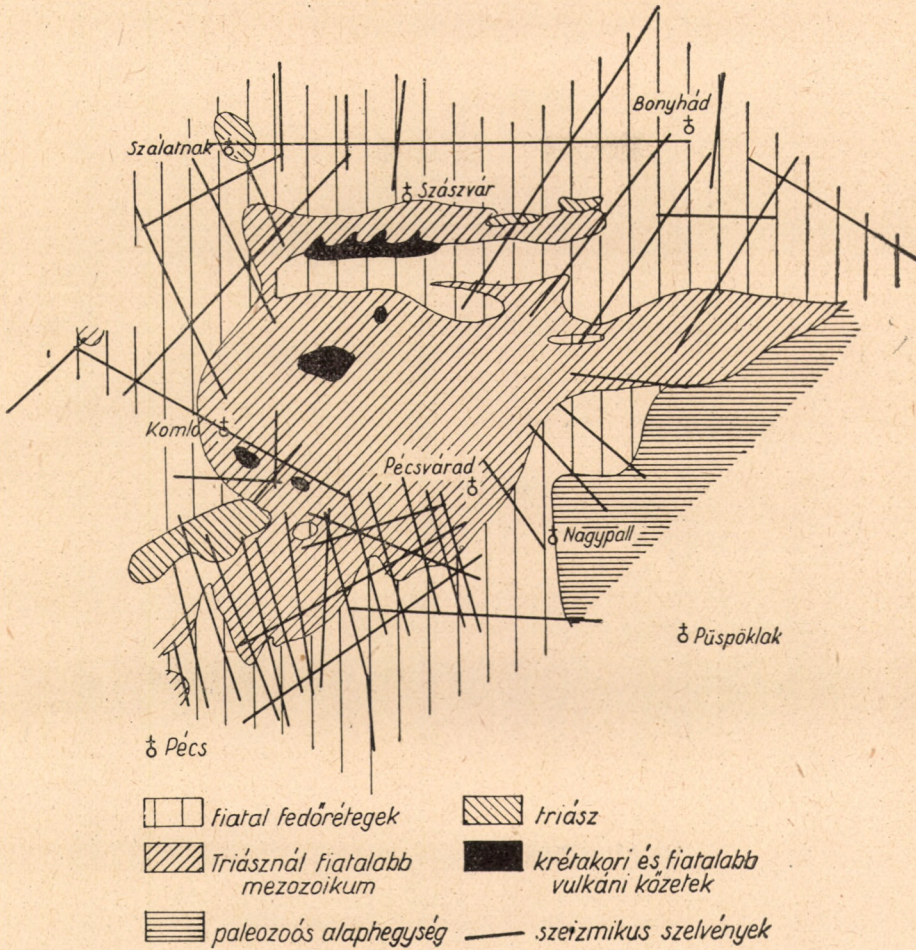 Bonyhád
Szalatnak
Szászvár
Komló
Pécsvárad
Nagypall
Püspöklak
Pécs
fiatal fedőrétegek
triász
Triásznál fiatalabb
mezozoikum
krétakori és fiatalabb
vulkáni kőzetek
paleozoós alaphegység
szeizmikus szelvények